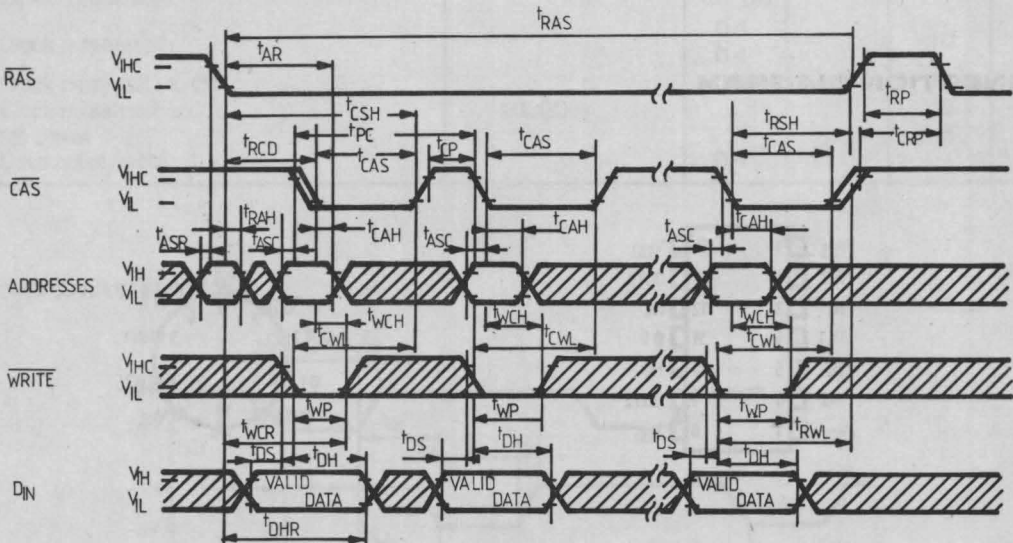 tRAS
tAR
RAS
VIHC
VIL
tCSH
tRP
tPC
tRSH
tRCD
tCAS
tCP
tCAS
tCAS
tCRP
CAS
VIHC
VIL
tRAH
tCAH
tCAH
tCAH
tASR
tASC
tASC
tASC
ADDRESSES
VIH
VIL
tWCH
tWCH
tWCH
tCWL
tCWL
tCWL
WRITE
VIHC
VIL
tWP
tWP
tWP
tWCR
tRWL
tDS
tDH
tDS
tDH
tDS
tDH
DIN
VIH
VIL
VALID DATA
VALID DATA
VALID DATA
tDHR